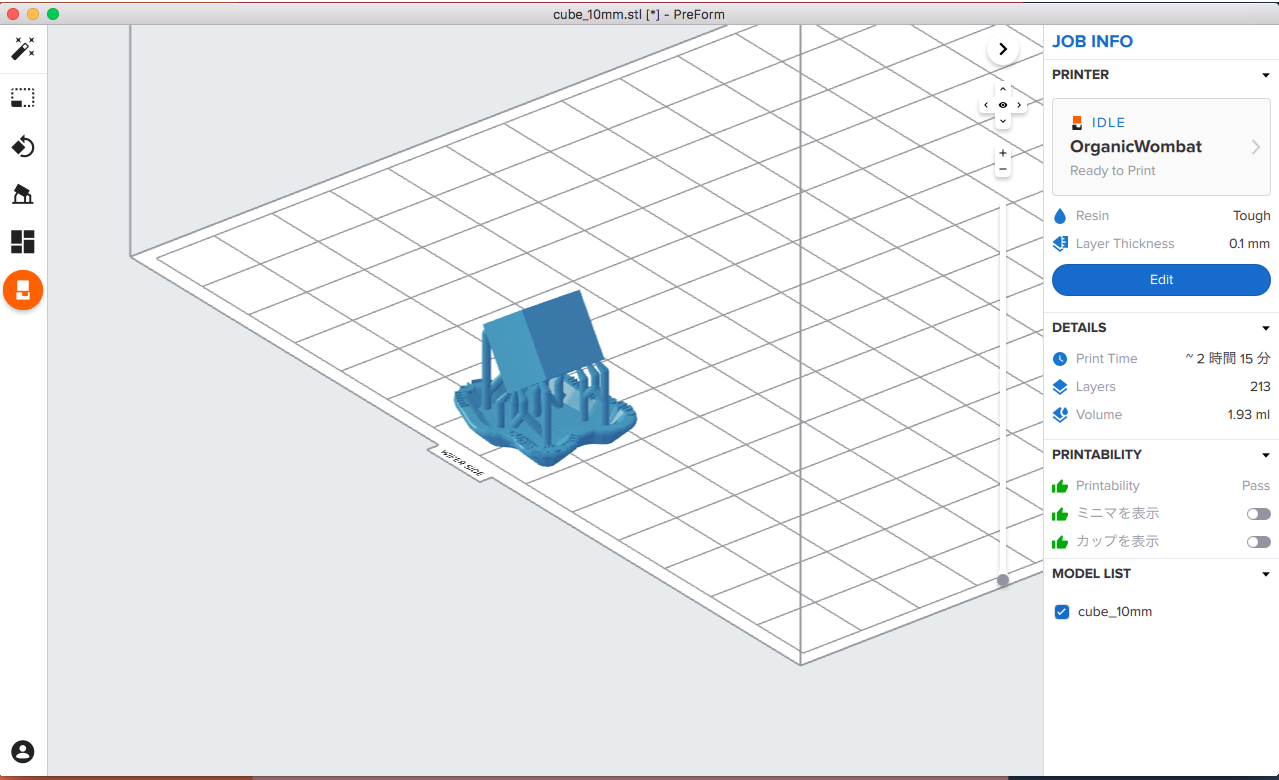 cube_10mm.stl [*] - PreForm
JOB INFO
PRINTER
IDLE
OrganicWombat
Ready to Print
Resin Tough
Layer Thickness 0.1 mm
Edit
DETAILS
Print Time ~ 2 時間 15 分
Layers 213
Volume 1.93 ml
PRINTABILITY
Printability Pass
ミニマを表示
カップを表示
MODEL LIST
cube_10mm
WIPER SIDE